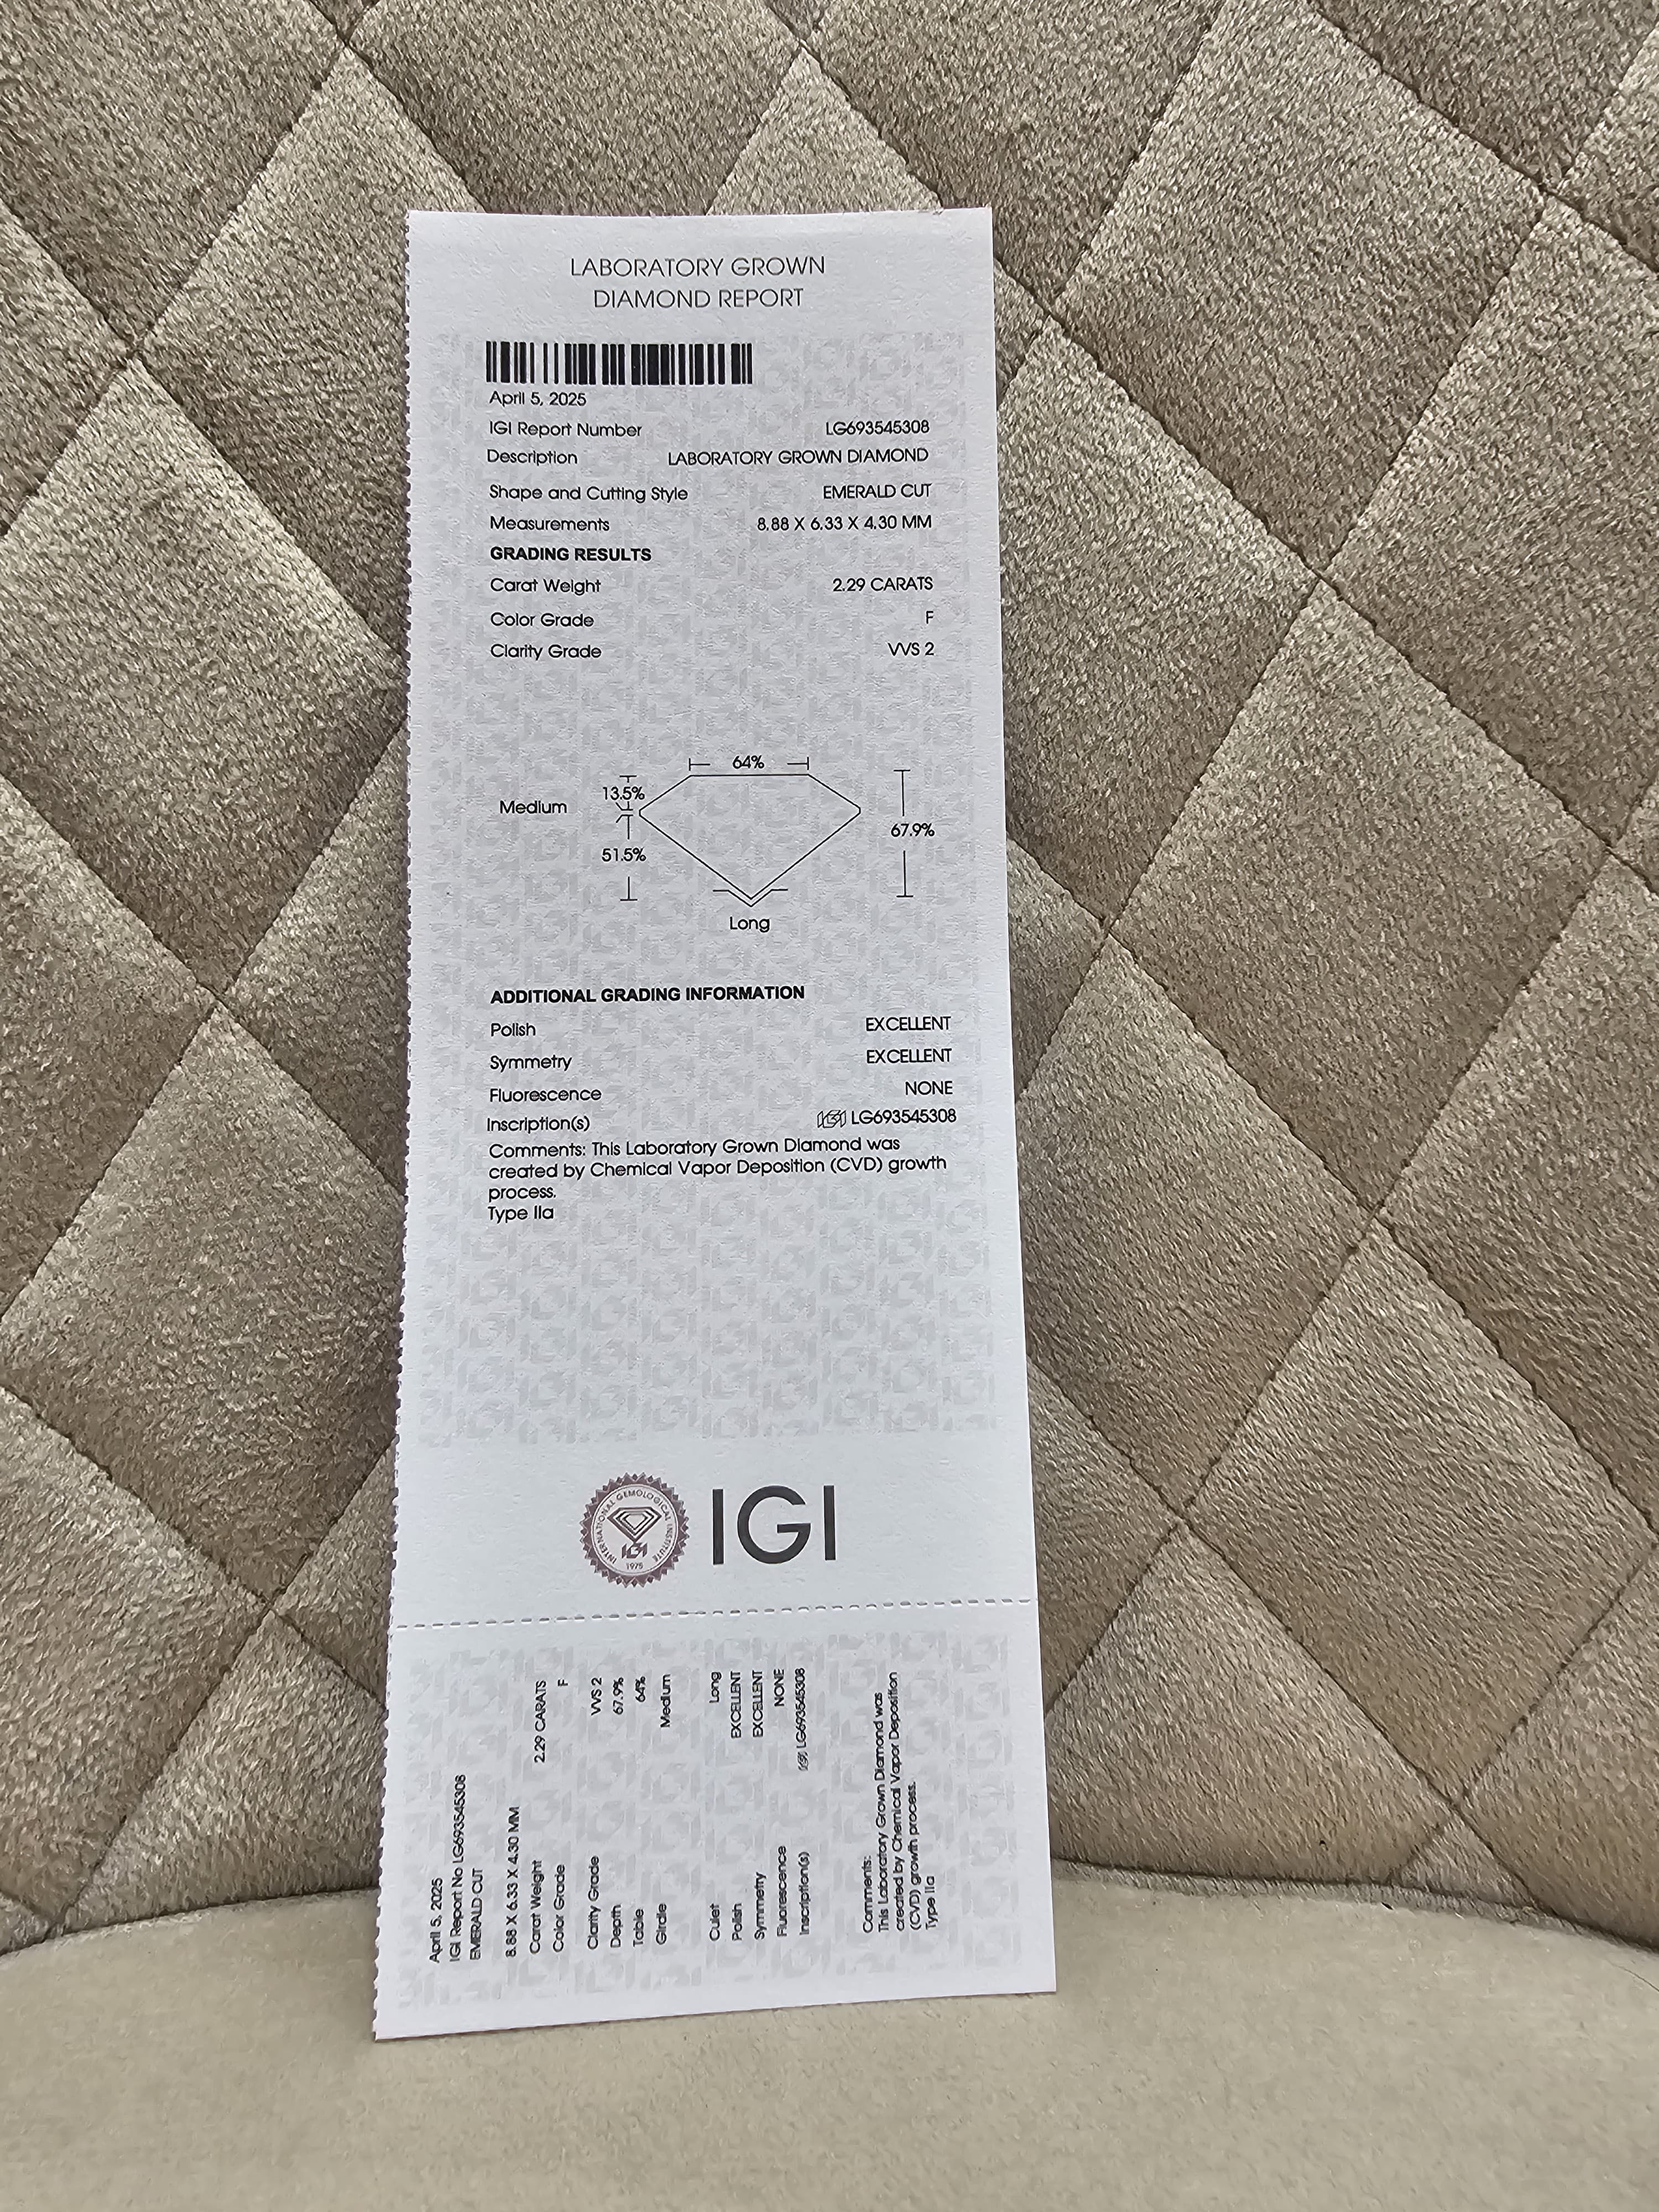 LABORATORY GROWN
DIAMOND REPORT
April 5, 2025
IGI Report Number LG693545308
Description LABORATORY GROWN DIAMOND
Shape and Cutting Style EMERALD CUT
Measurements 8.88 X 6.33 X 4.30 MM
GRADING RESULTS
Carat Weight 2.29 CARATS
Color Grade F
Clarity Grade VVS 2
64%
13.5%
Medium
67.9%
51.5%
Long
ADDITIONAL GRADING INFORMATION
Polish EXCELLENT
Symmetry EXCELLENT
Fluorescence NONE
Inscription(s) IGI LG693545308
Comments: This Laboratory Grown Diamond was
created by Chemical Vapor Deposition (CVD) growth
process.
Type IIa
INTERNATIONAL GEMOLOGICAL INSTITUTE
IGI
1975
IGI
April 5, 2025
IGI Report No LG693545308
EMERALD CUT
8.88 X 6.33 X 4.30 MM
Carat Weight 2.29 CARATS
Color Grade F
Clarity Grade VVS 2
Depth 67.9%
Table 64%
Girdle Medium
Culet Long
Polish EXCELLENT
Symmetry EXCELLENT
Fluorescence NONE
Inscription(s) IGI LG693545308
Comments:
This Laboratory Grown Diamond was
created by Chemical Vapor Deposition
(CVD) growth process.
Type IIa